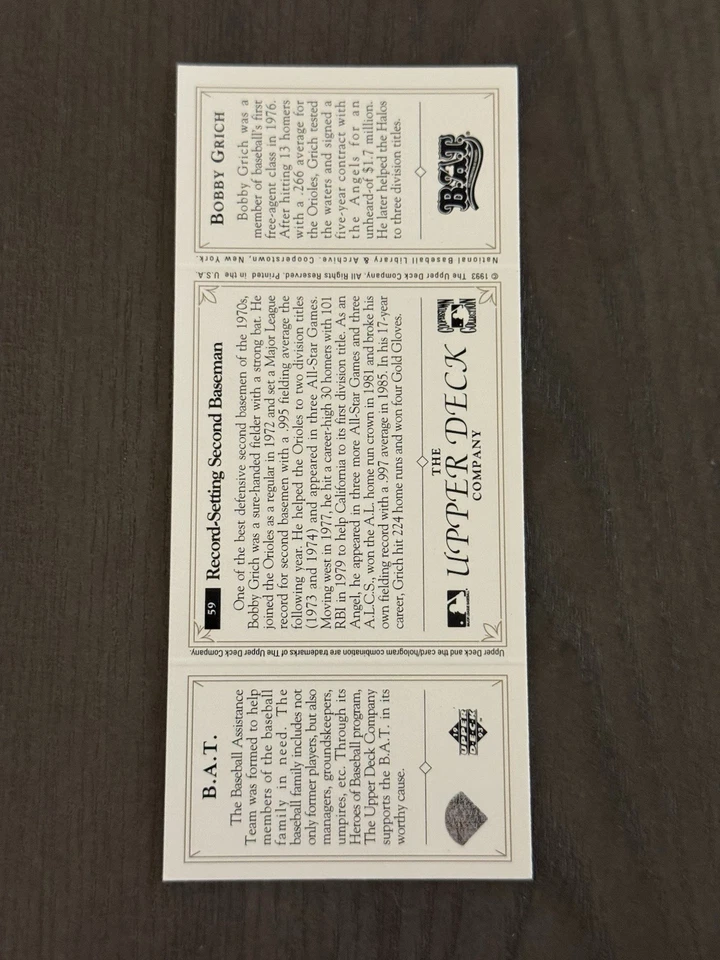 B.A.T.
The Baseball Assistance
Team was formed to help
members of the baseball
family in need. The
baseball family includes not
only former players, but also
managers, groundskeepers,
umpires, etc. Through its
Heroes of Baseball program,
The Upper Deck Company
supports the B.A.T. in its
worthy cause.
19
UPPER
DECK
92
Upper Deck and the card/hologram combination are trademarks of The Upper Deck Company.
59 Record-Setting Second Baseman
One of the best defensive second basemen of the 1970s,
Bobby Grich was a sure-handed fielder with a strong bat. He
joined the Orioles as a regular in 1972 and set a Major League
record for second basemen with a .995 fielding average the
following year. He helped the Orioles to two division titles
(1973 and 1974) and appeared in three All-Star Games.
Moving west in 1977, he hit a career-high 30 homers with 101
RBI in 1979 to help California to its first division title. As an
Angel, he appeared in three more All-Star Games and three
A.L.C.S., won the A.L. home run crown in 1981 and broke his
own fielding record with a .997 average in 1985. In his 17-year
career, Grich hit 224 home runs and won four Gold Gloves.
THE
UPPER DECK
COMPANY
COOPERSTOWN
COLLECTION
© 1993 The Upper Deck Company. All Rights Reserved. Printed in the U.S.A.
National Baseball Library & Archive, Cooperstown, New York.
BOBBY GRICH
Bobby Grich was a
member of baseball's first
free-agent class in 1976.
After hitting 13 homers
with a .266 average for
the Orioles, Grich tested
the waters and signed a
five-year contract with
the Angels for an
unheard-of $1.7 million.
He later helped the Halos
to three division titles.
B.A.T.